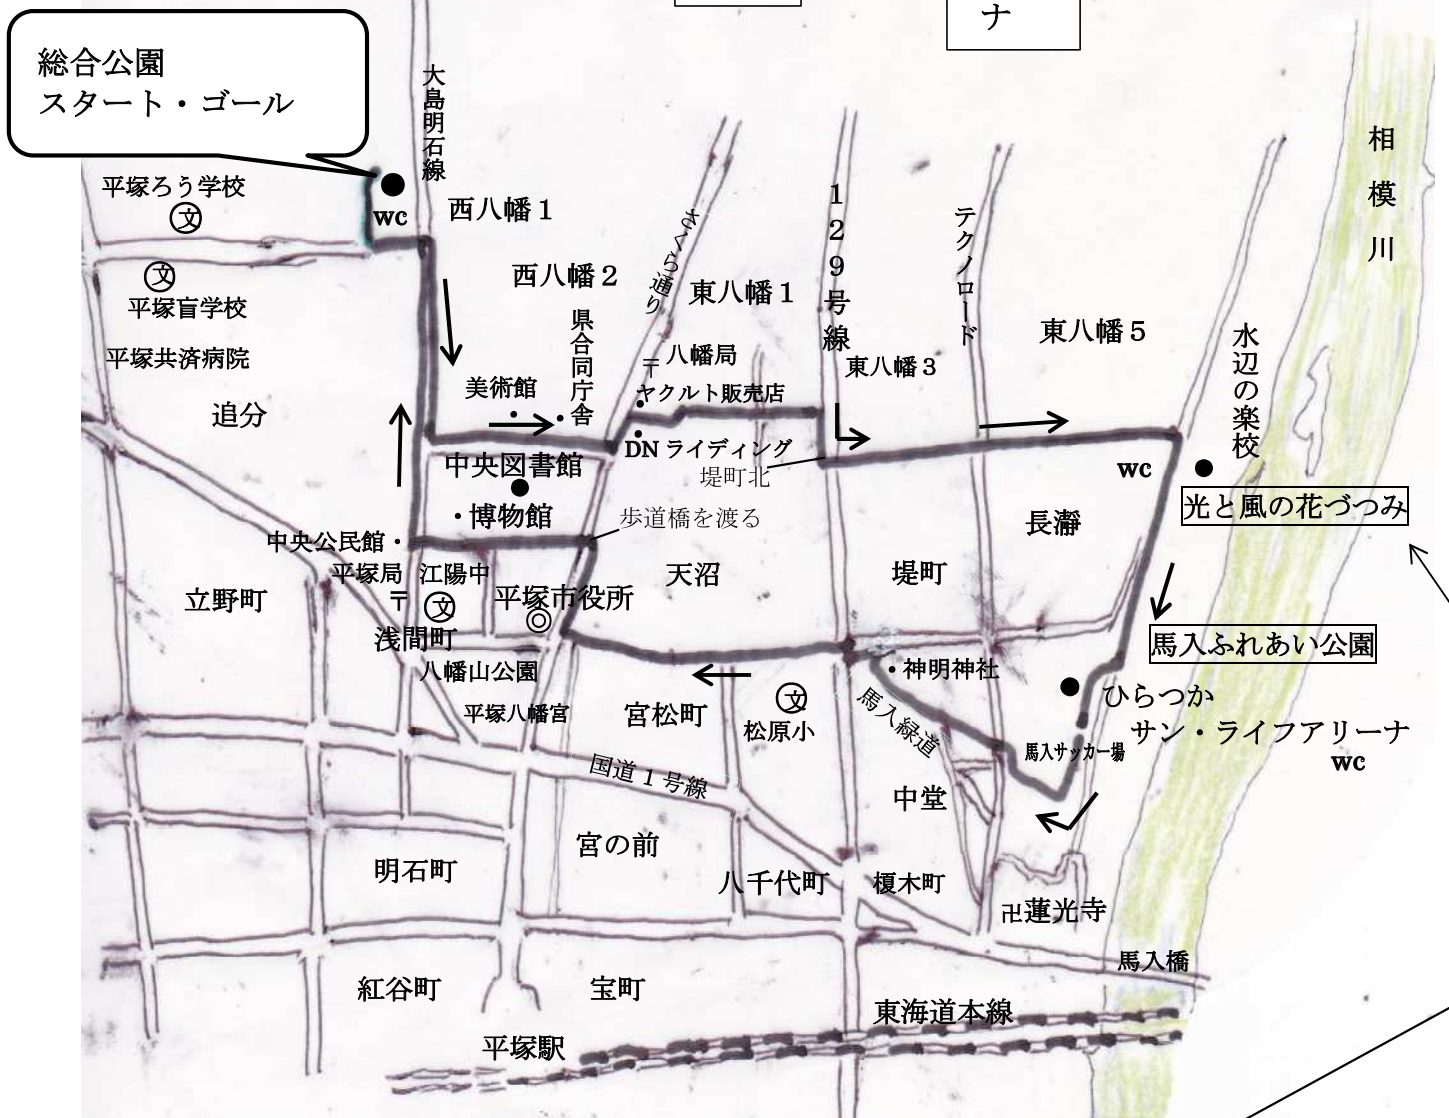 ナ
総合公園
スタート・ゴール
大島明石線
相模川
平塚ろう学校
文
wc
西八幡1
さくら通り
129号線
テクノロード
文
平塚盲学校
西八幡2
東八幡1
県合同庁舎
東八幡5
水辺の楽校
平塚共済病院
〒八幡局
東八幡3
美術館
ヤクルト販売店
追分
DNライディング
中央図書館
堤町北
wc
光と風の花づつみ
・博物館
歩道橋を渡る
長瀞
中央公民館・
平塚局
〒
江陽中
文
天沼
堤町
立野町
平塚市役所
浅間町
馬入ふれあい公園
八幡山公園
・神明神社
平塚八幡宮
宮松町
文
松原小
馬入緑道
ひらつか
サン・ライフアリーナ
馬入サッカー場
wc
国道1号線
中堂
宮の前
明石町
八千代町
榎木町
卍蓮光寺
馬入橋
紅谷町
宝町
東海道本線
平塚駅